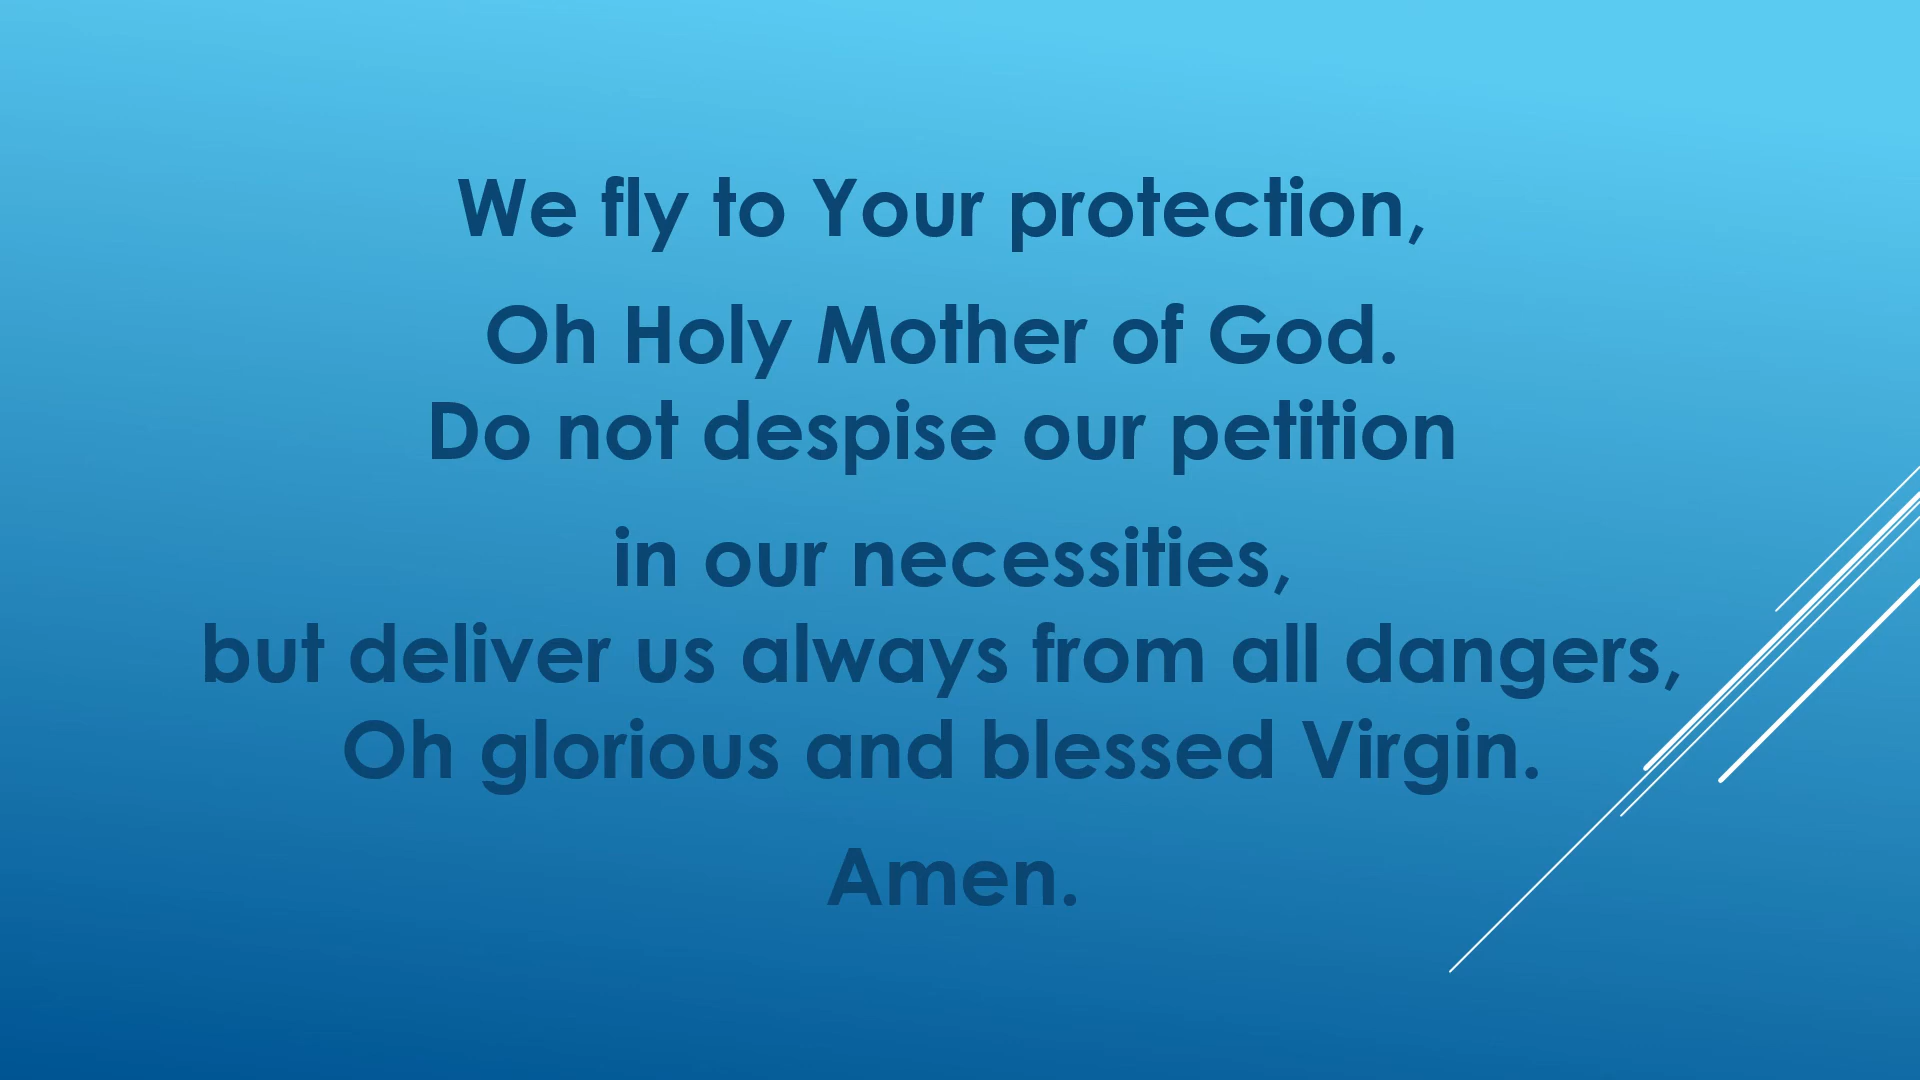 We fly to Your protection,
Oh Holy Mother of God.
Do not despise our petition
in our necessities,
but deliver us always from all dangers,
Oh glorious and blessed Virgin.
Amen.